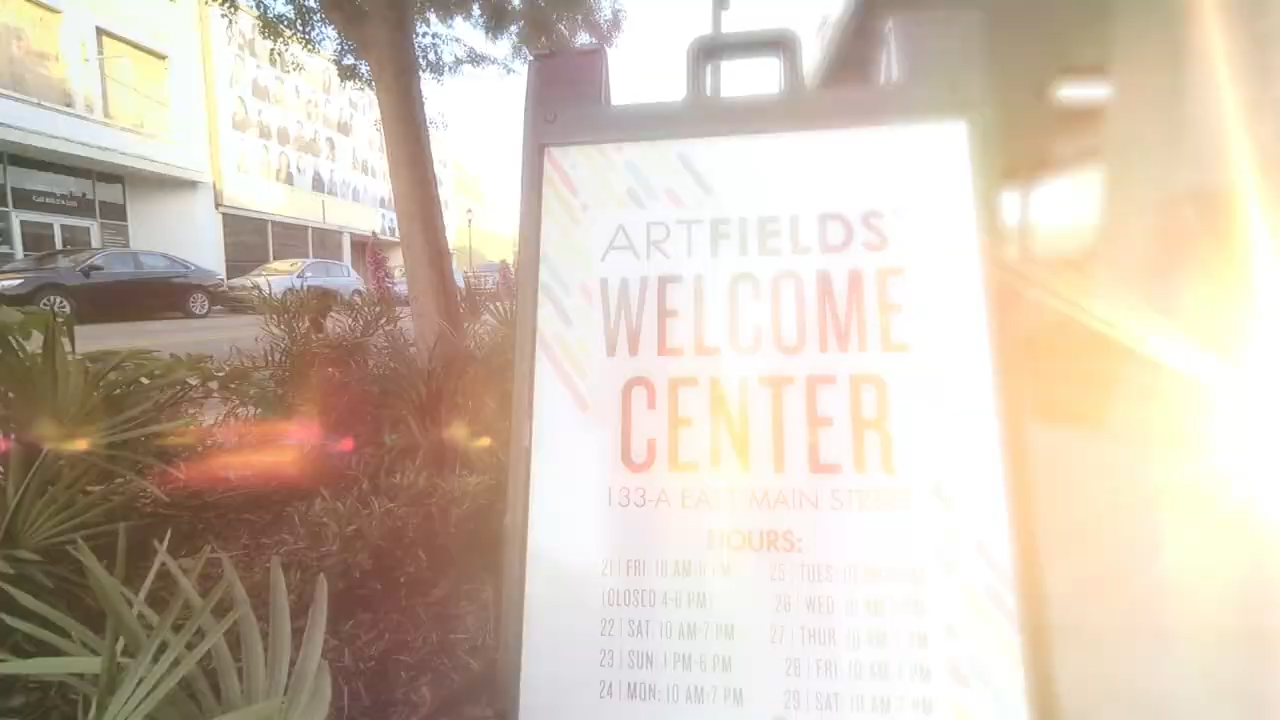 ARTFIELDS
WELCOME
CENTER
133-A EAST MAIN STREET
HOURS:
21 | FRI: 10 AM-8 PM
(CLOSED 4-6 PM)
22 | SAT: 10 AM-7 PM
23 | SUN: 1 PM-6 PM
24 | MON: 10 AM-7 PM
25 | TUES: 10
26 | WED: 10 AM-7 PM
27 | THUR: 10 AM-7 PM
28 | FRI: 10 AM-7 PM
29 | SAT: 10 AM-7 PM